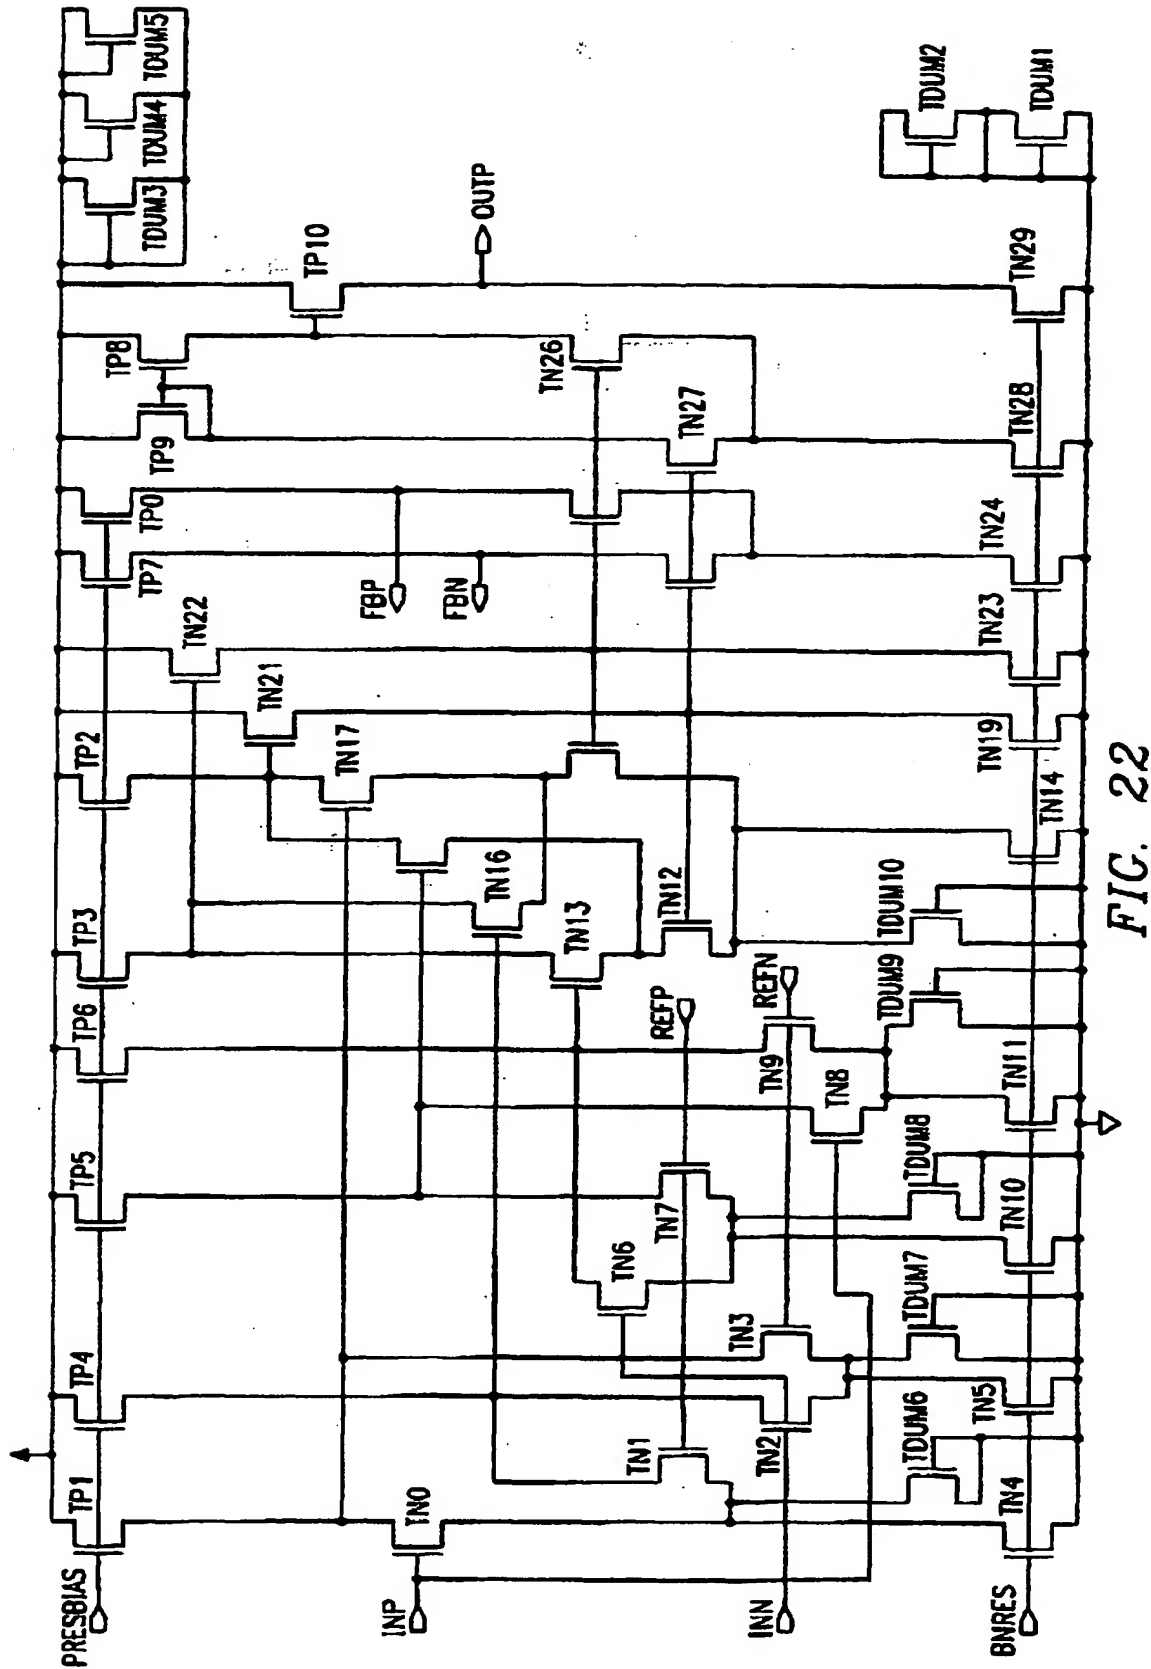 PRESBIAS
TP1
TP4
TP5
TP6
TP3
TP2
TP7
TP0
TP9
TP8
TP10
TDUM3
TDUM4
TDUM5
TN22
TN21
TN17
TN16
TN13
TN12
FBP
FBN
TN26
TN27
OUTP
INP
TN0
TN1
TN6
TN7
REFP
REFN
INN
TN2
TN3
TN8
TN9
TDUM6
TDUM7
TDUM8
TDUM9
TDUM10
TDUM2
TDUM1
BNRES
TN4
TN5
TN10
TN11
TN14
TN19
TN23
TN24
TN28
TN29
FIG. 22